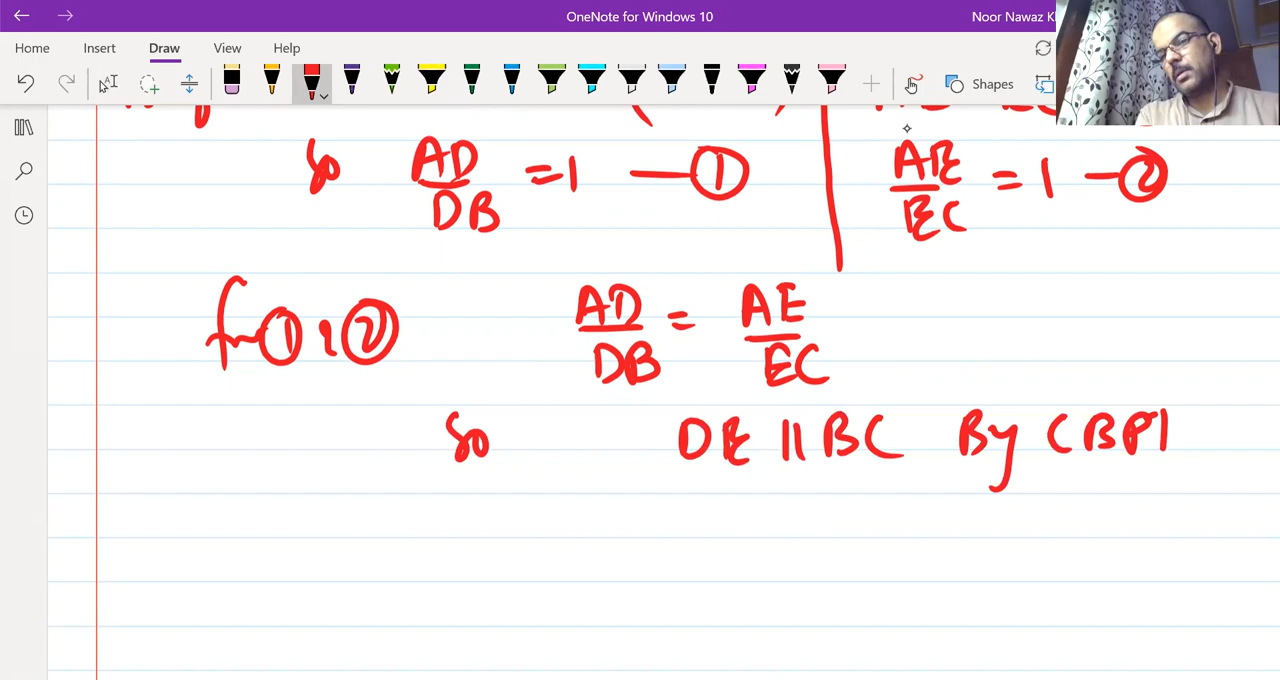 OneNote for Windows 10
Noor Nawaz K
Home Insert Draw View Help
Shapes
so AD/DB = 1 — ① AE/EC = 1 — ②
from ① & ② AD/DB = AE/EC
so DE || BC By CBPT